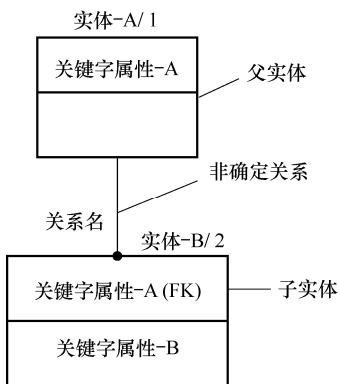 实体-A/1
关键字属性-A
父实体
非确定关系
关系名
实体-B/2
关键字属性-A (FK)
子实体
关键字属性-B